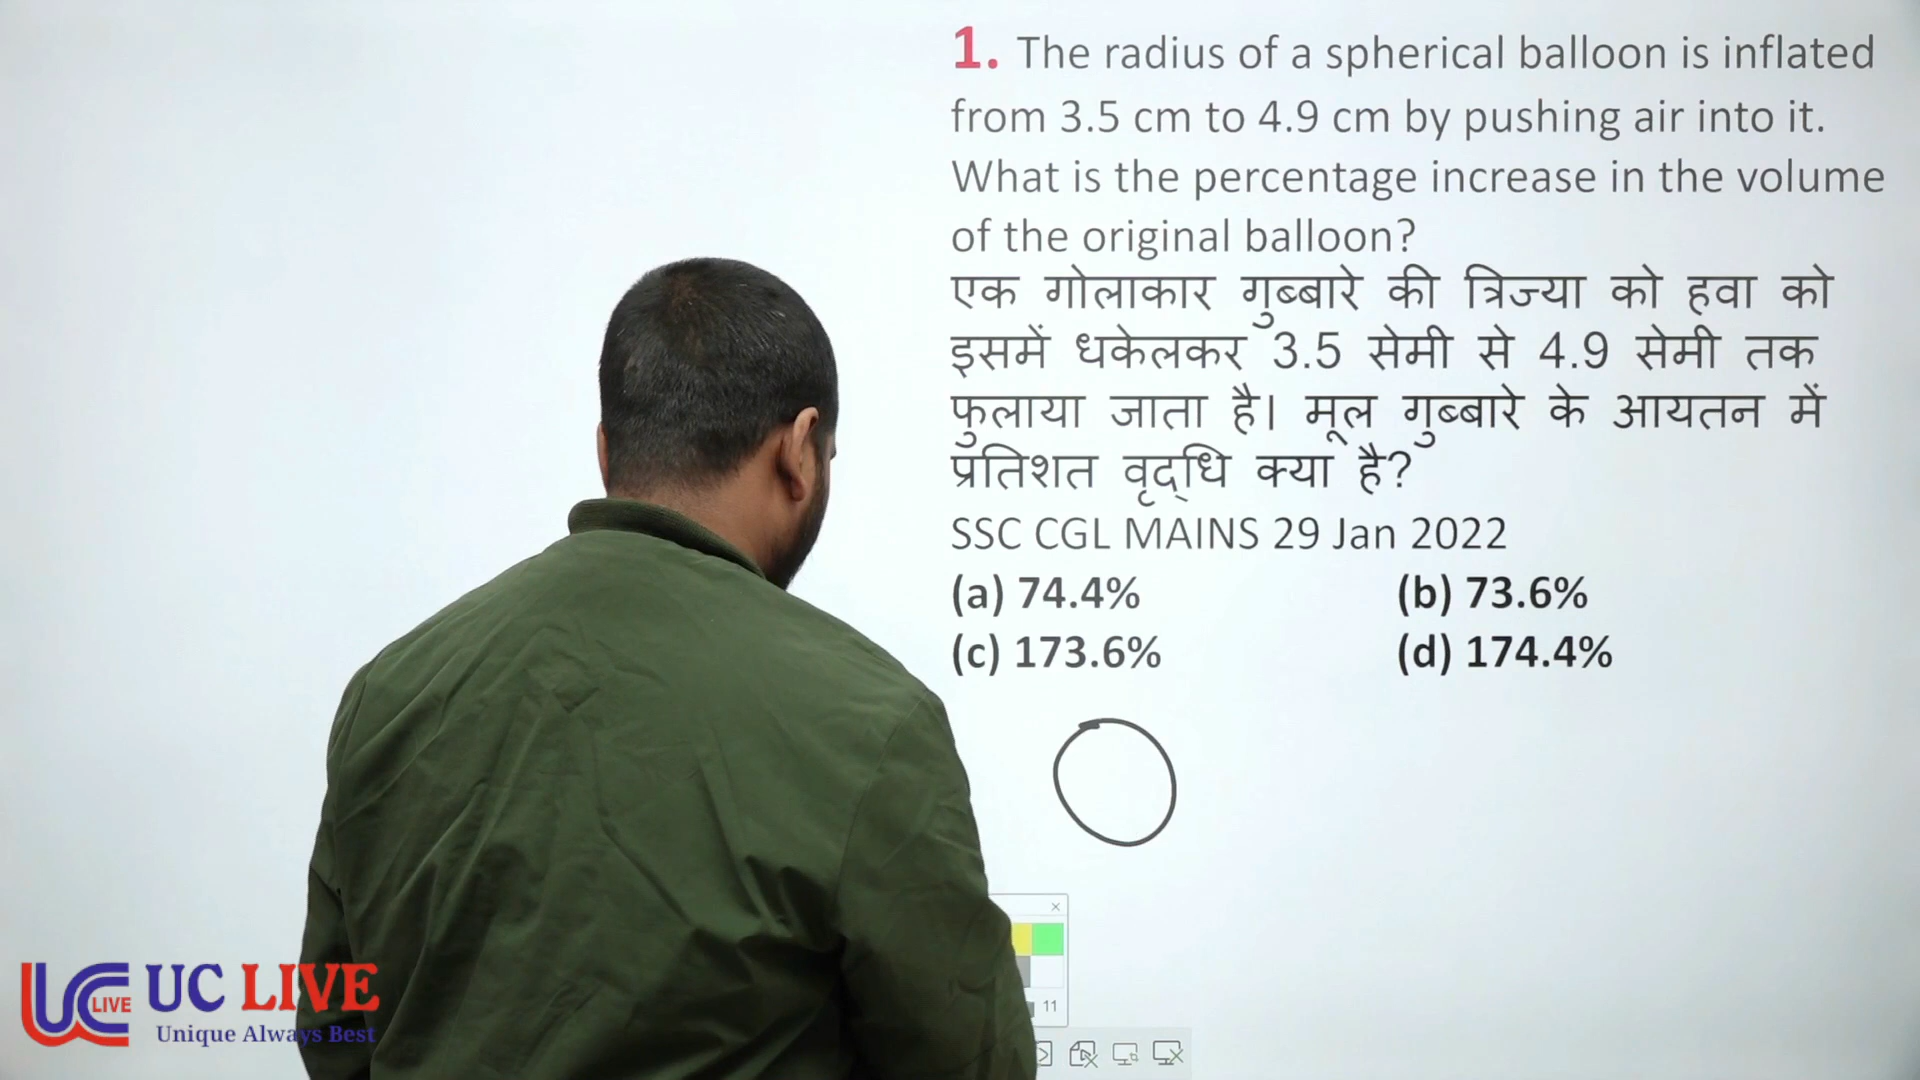 1. The radius of a spherical balloon is inflated
from 3.5 cm to 4.9 cm by pushing air into it.
What is the percentage increase in the volume
of the original balloon?
एक गोलाकार गुब्बारे की त्रिज्या को हवा को
इसमें धकेलकर 3.5 सेमी से 4.9 सेमी तक
फुलाया जाता है। मूल गुब्बारे के आयतन में
प्रतिशत वृद्धि क्या है?
SSC CGL MAINS 29 Jan 2022
(a) 74.4% (b) 73.6%
(c) 173.6% (d) 174.4%
11
UC LIVE UC LIVE
Unique Always Best